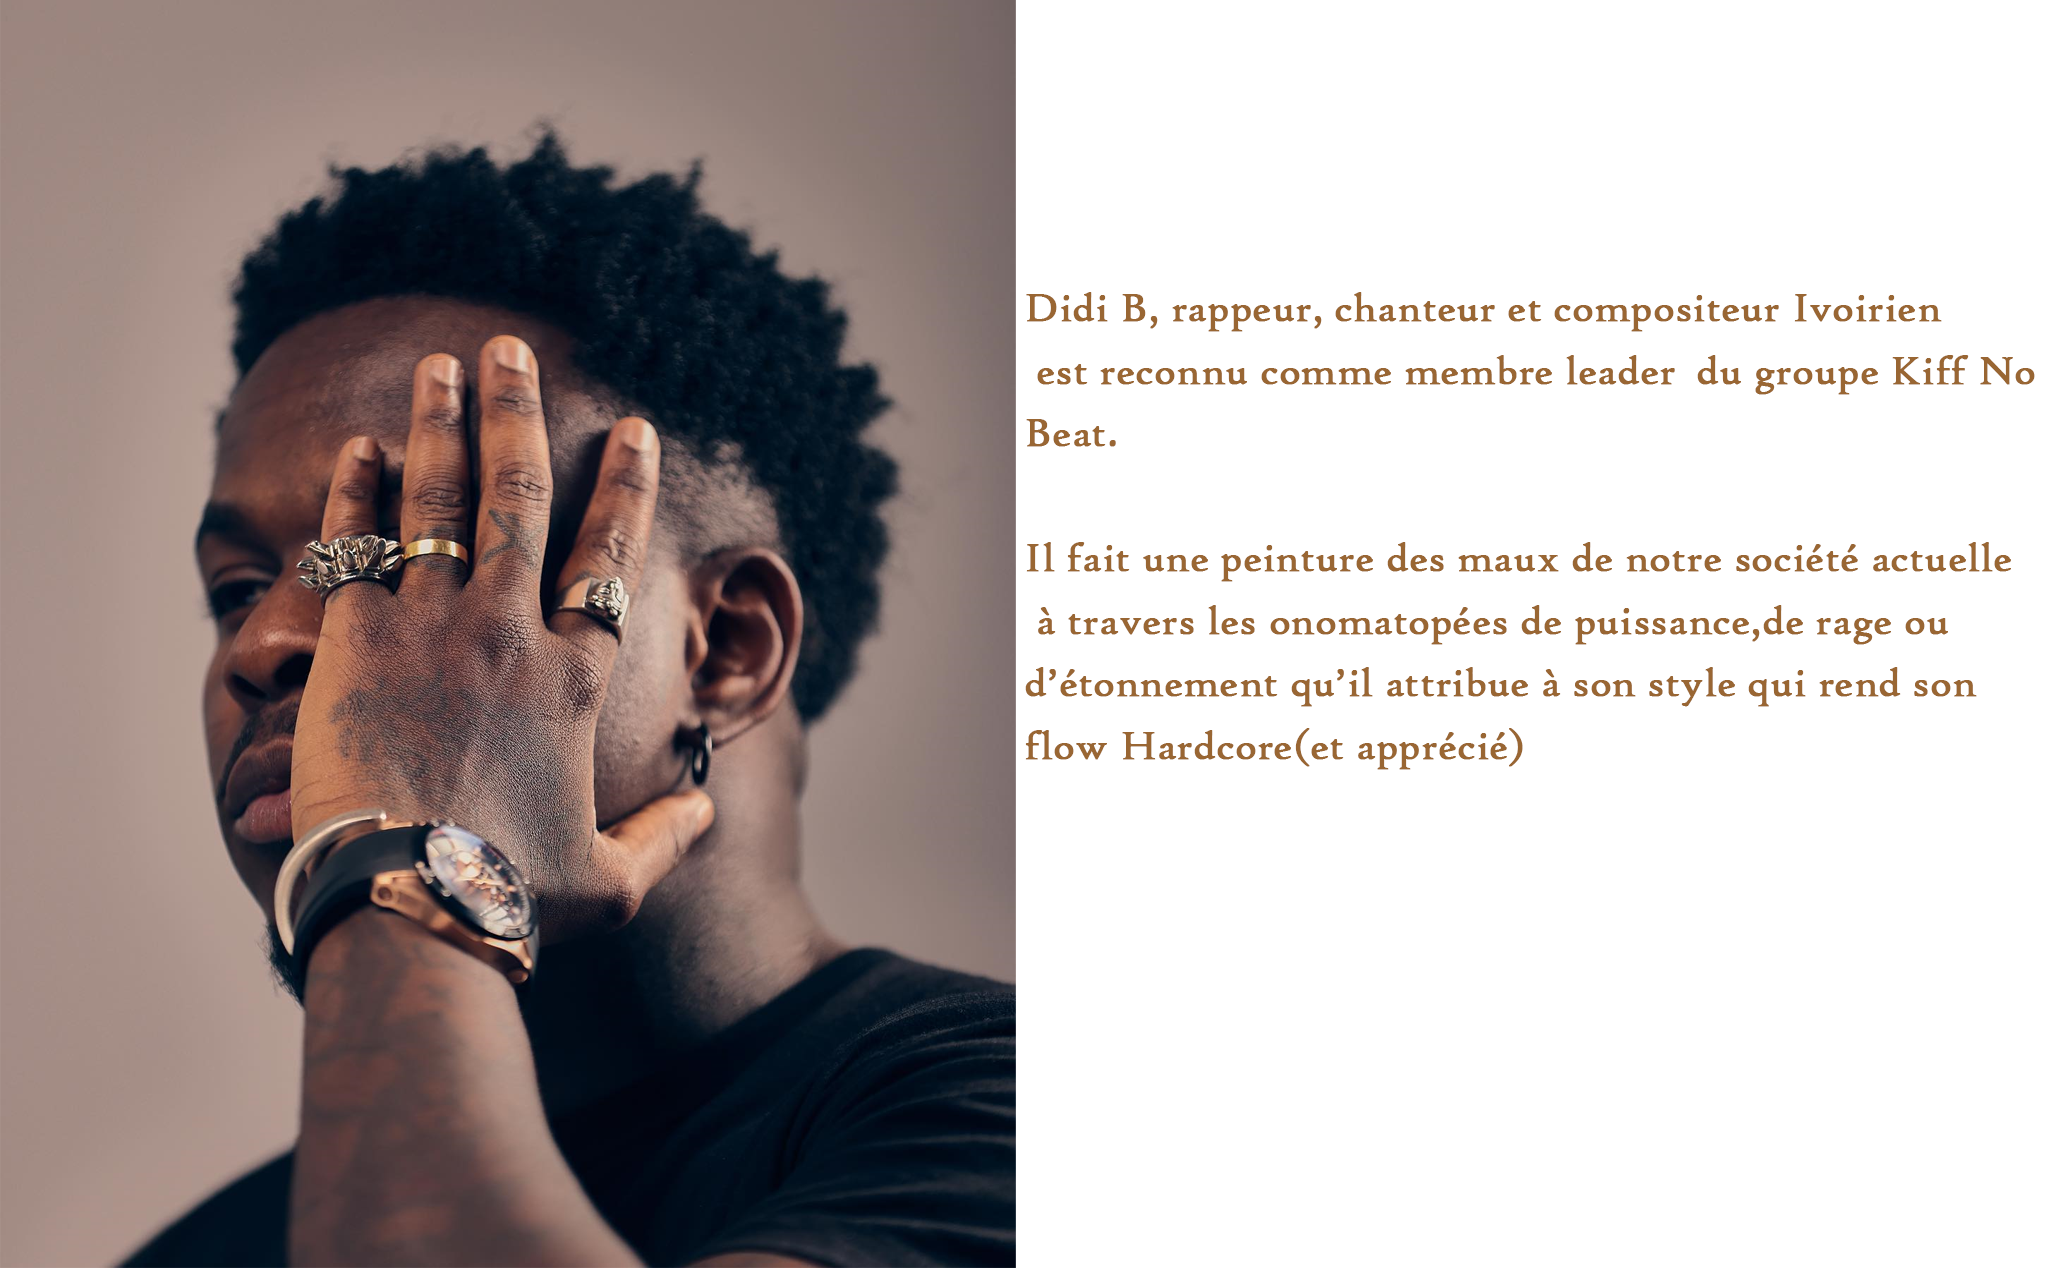 Didi B, rappeur, chanteur et compositeur Ivoirien
est reconnu comme membre leader du groupe Kiff No
Beat.
Il fait une peinture des maux de notre société actuelle
à travers les onomatopées de puissance,de rage ou
d’étonnement qu’il attribue à son style qui rend son
flow Hardcore(et apprécié)